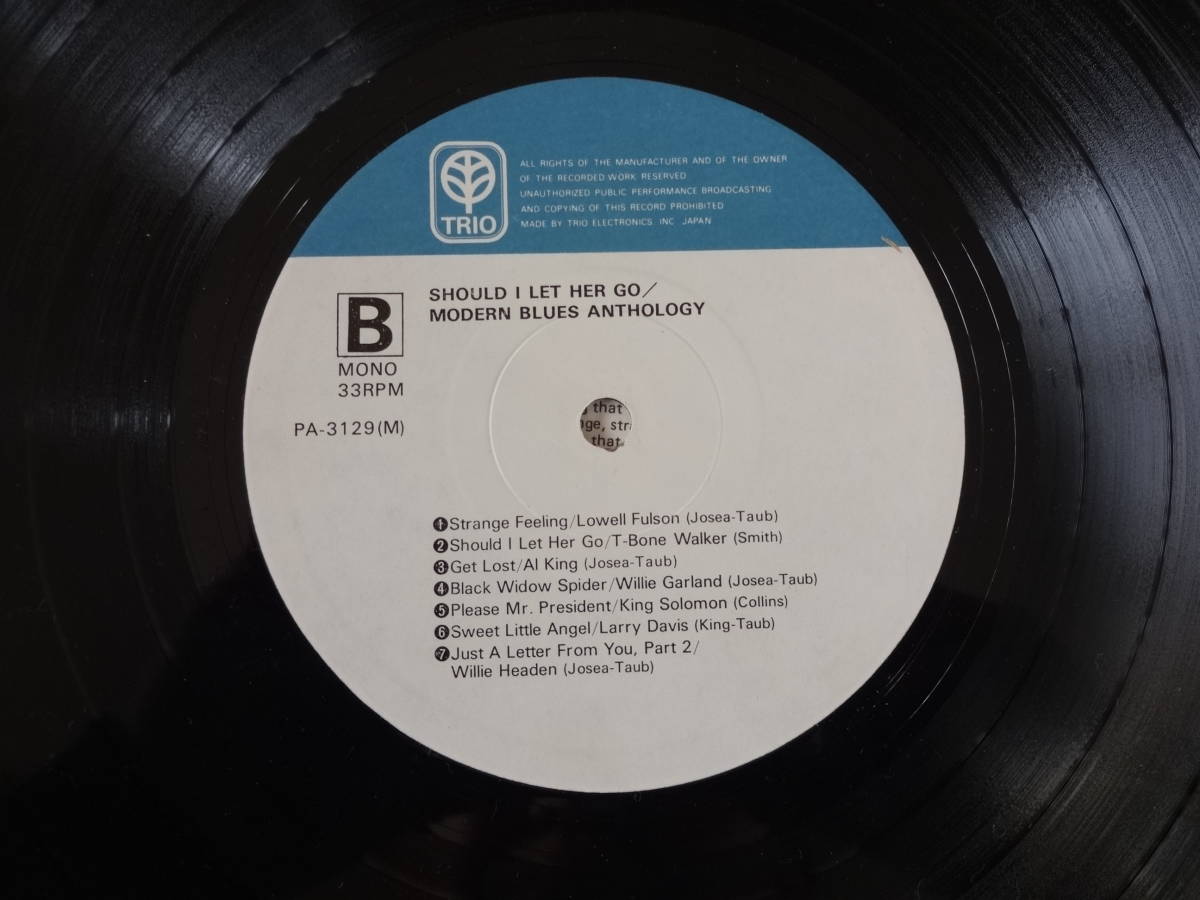 TRIO
ALL RIGHTS OF THE MANUFACTURER AND OF THE OWNER
OF THE RECORDED WORK RESERVED
UNAUTHORIZED PUBLIC PERFORMANCE BROADCASTING
AND COPYING OF THIS RECORD PROHIBITED
MADE BY TRIO ELECTRONICS. INC JAPAN
SHOULD I LET HER GO/
MODERN BLUES ANTHOLOGY
B
MONO
33RPM
PA-3129(M)
that
that
❶Strange Feeling/Lowell Fulson (Josea-Taub)
❷Should I Let Her Go/T-Bone Walker (Smith)
❸Get Lost/Al King (Josea-Taub)
❹Black Widow Spider/Willie Garland (Josea-Taub)
❺Please Mr. President/King Solomon (Collins)
❻Sweet Little Angel/Larry Davis (King-Taub)
❼Just A Letter From You, Part 2/
Willie Headen (Josea-Taub)